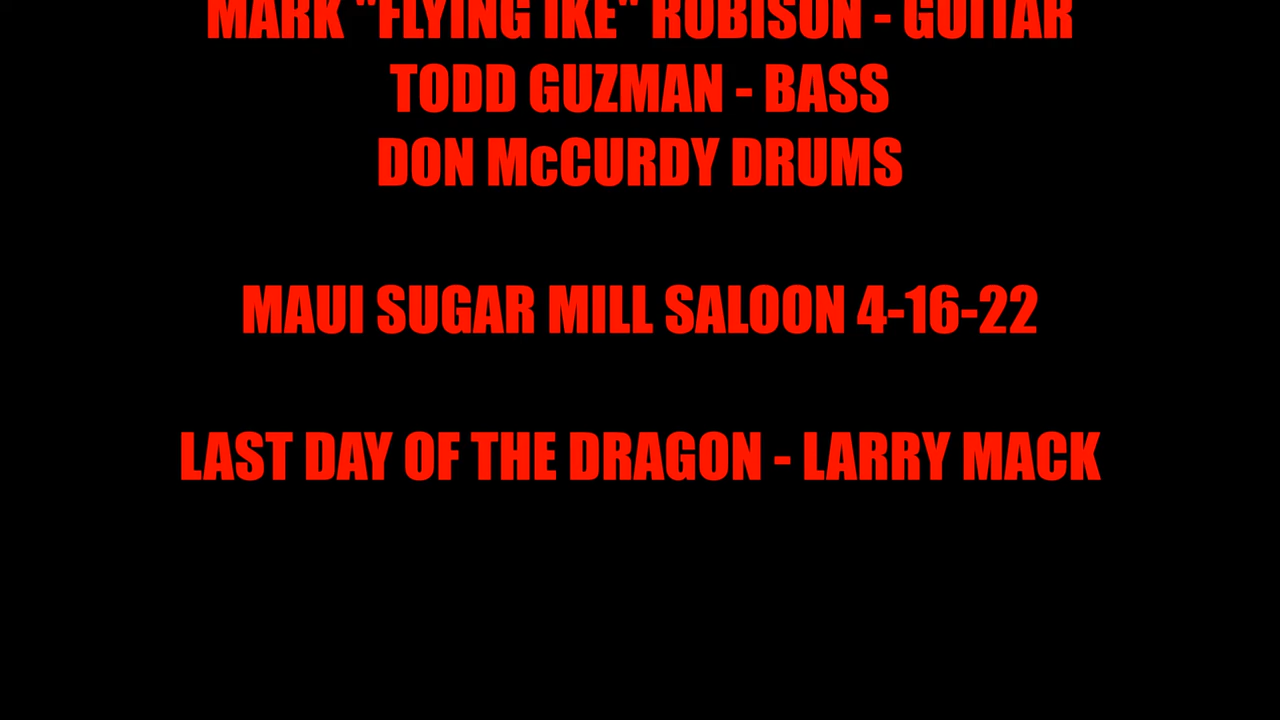 MARK "FLYING IKE" ROBISON - GUITAR
TODD GUZMAN - BASS
DON McCURDY DRUMS
MAUI SUGAR MILL SALOON 4-16-22
LAST DAY OF THE DRAGON - LARRY MACK